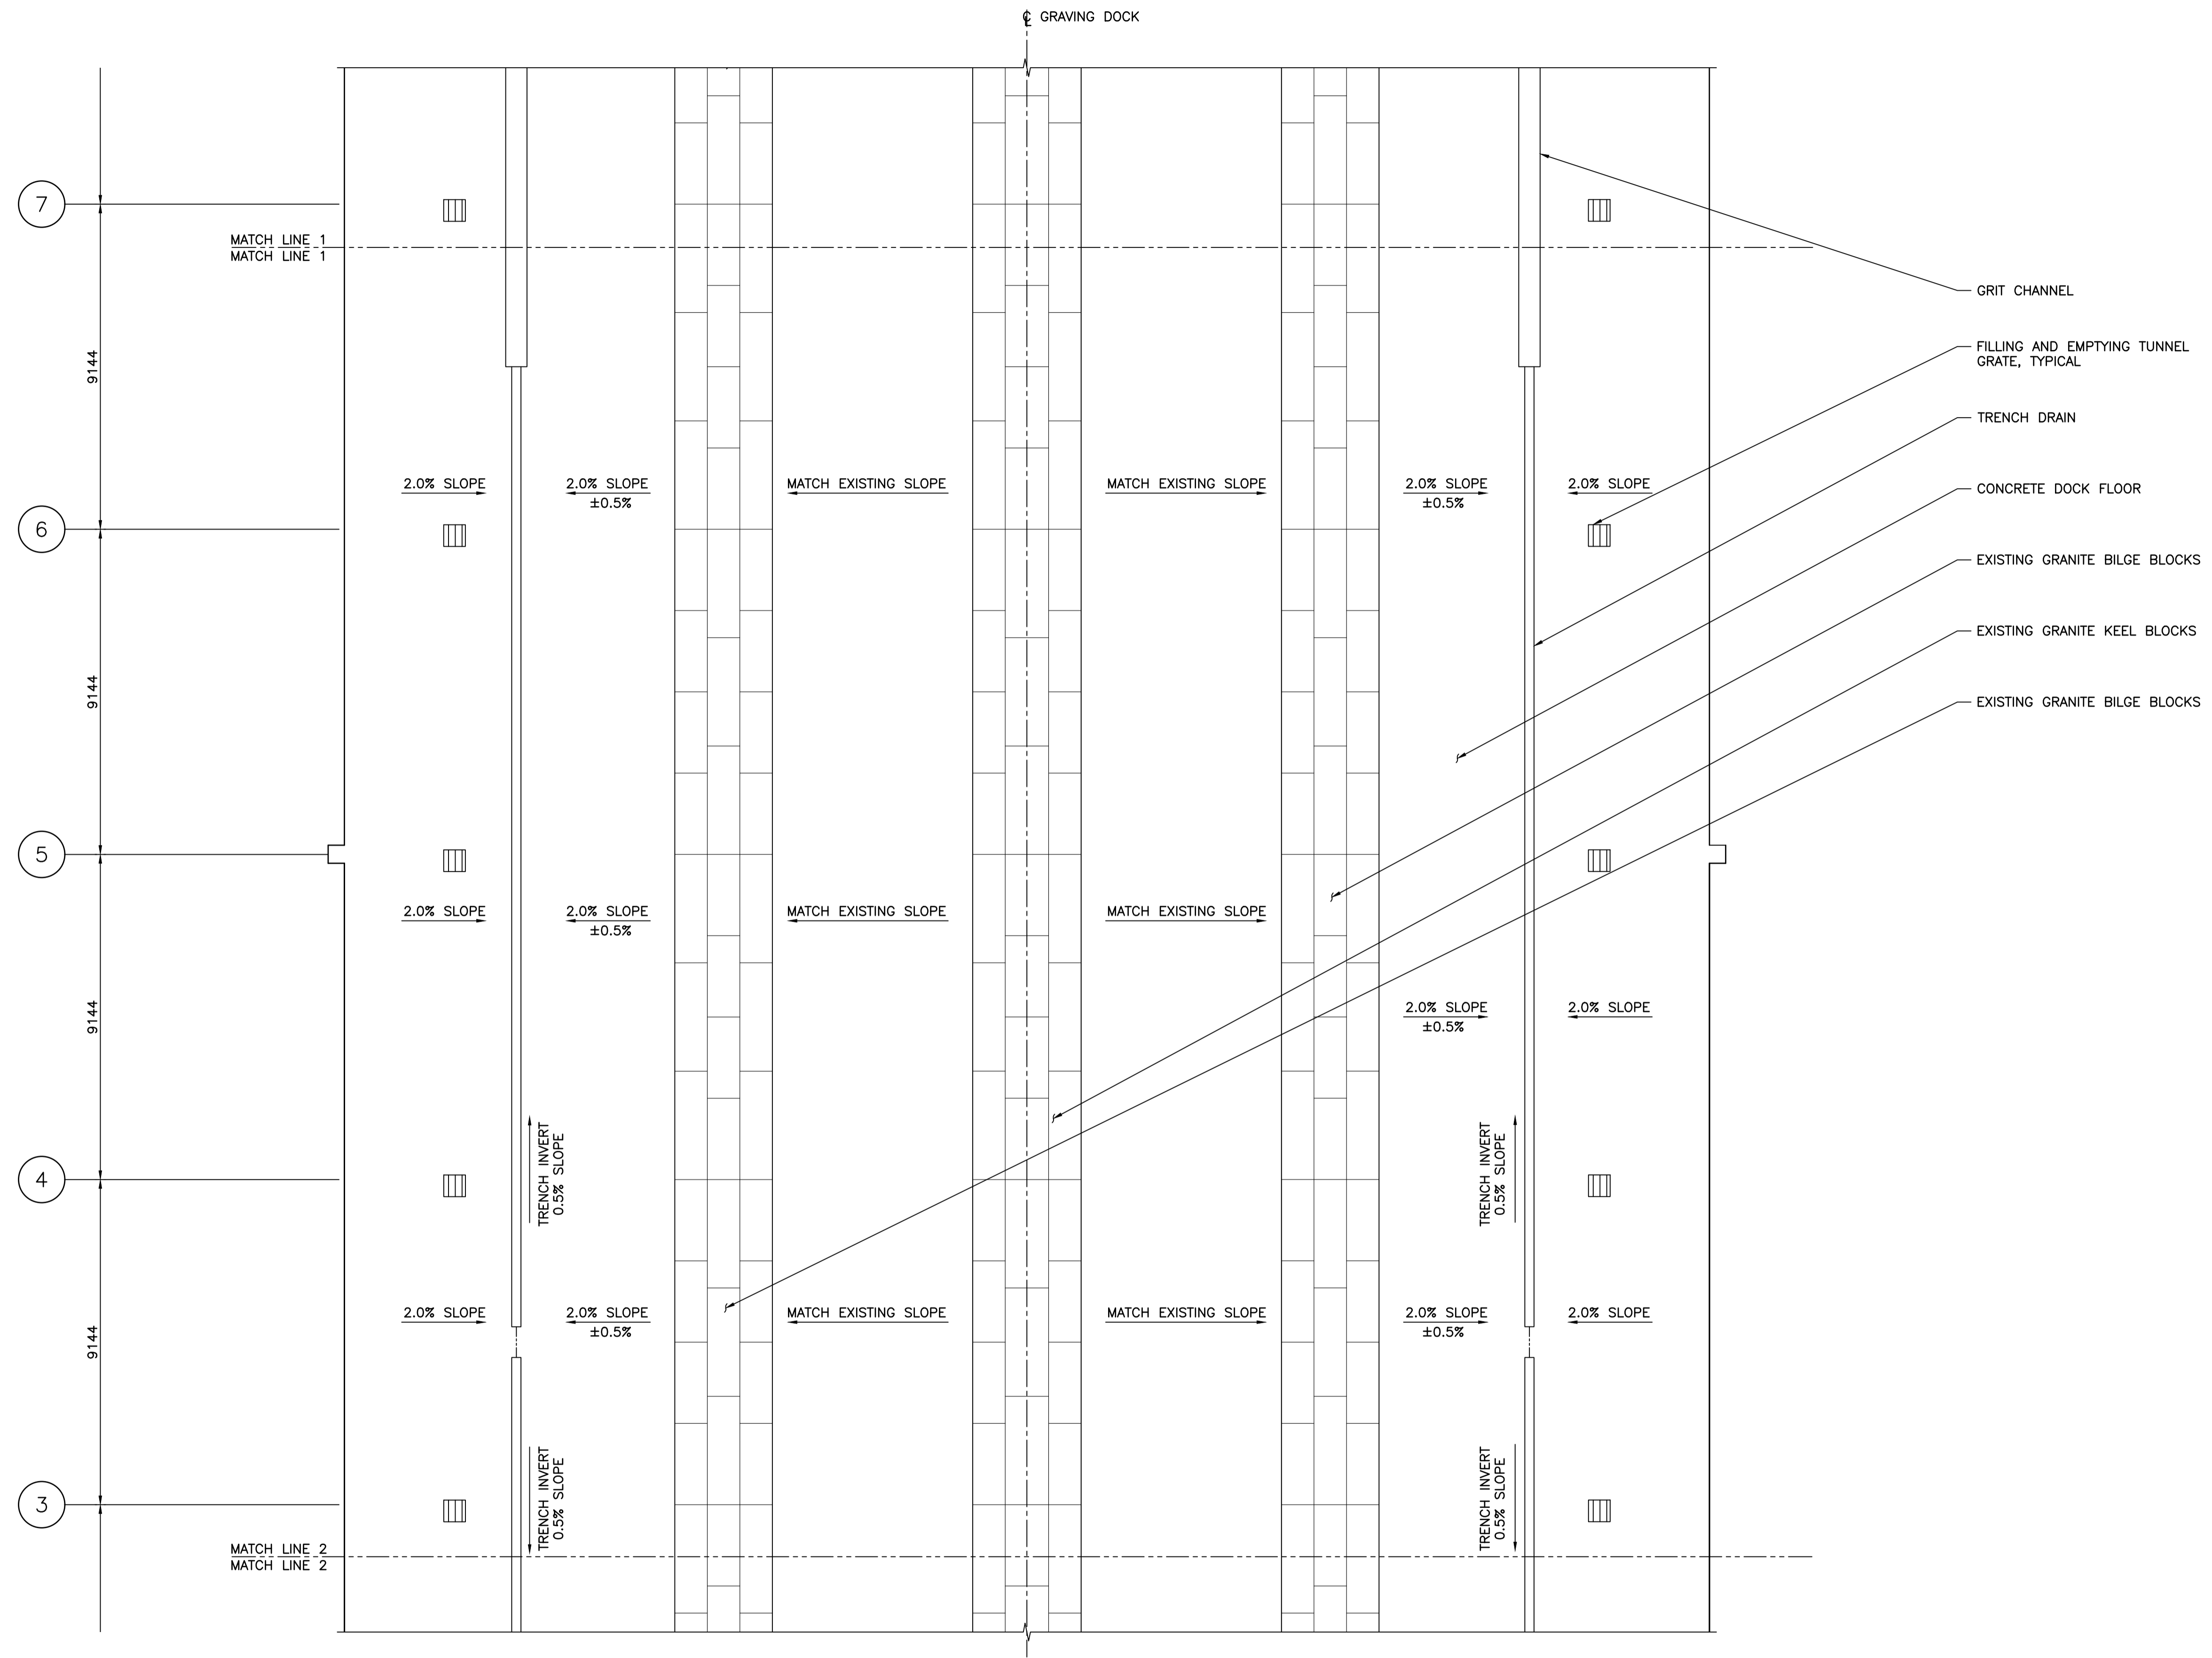 ℄ GRAVING DOCK
7
MATCH LINE 1
MATCH LINE 1
GRIT CHANNEL
FILLING AND EMPTYING TUNNEL
GRATE, TYPICAL
9144
TRENCH DRAIN
2.0% SLOPE
2.0% SLOPE
±0.5%
MATCH EXISTING SLOPE
MATCH EXISTING SLOPE
2.0% SLOPE
±0.5%
2.0% SLOPE
CONCRETE DOCK FLOOR
6
EXISTING GRANITE BILGE BLOCKS
EXISTING GRANITE KEEL BLOCKS
9144
EXISTING GRANITE BILGE BLOCKS
5
2.0% SLOPE
2.0% SLOPE
±0.5%
MATCH EXISTING SLOPE
MATCH EXISTING SLOPE
9144
2.0% SLOPE
±0.5%
2.0% SLOPE
TRENCH INVERT
0.5% SLOPE
TRENCH INVERT
0.5% SLOPE
4
2.0% SLOPE
2.0% SLOPE
±0.5%
MATCH EXISTING SLOPE
MATCH EXISTING SLOPE
2.0% SLOPE
±0.5%
2.0% SLOPE
9144
TRENCH INVERT
0.5% SLOPE
TRENCH INVERT
0.5% SLOPE
3
MATCH LINE 2
MATCH LINE 2